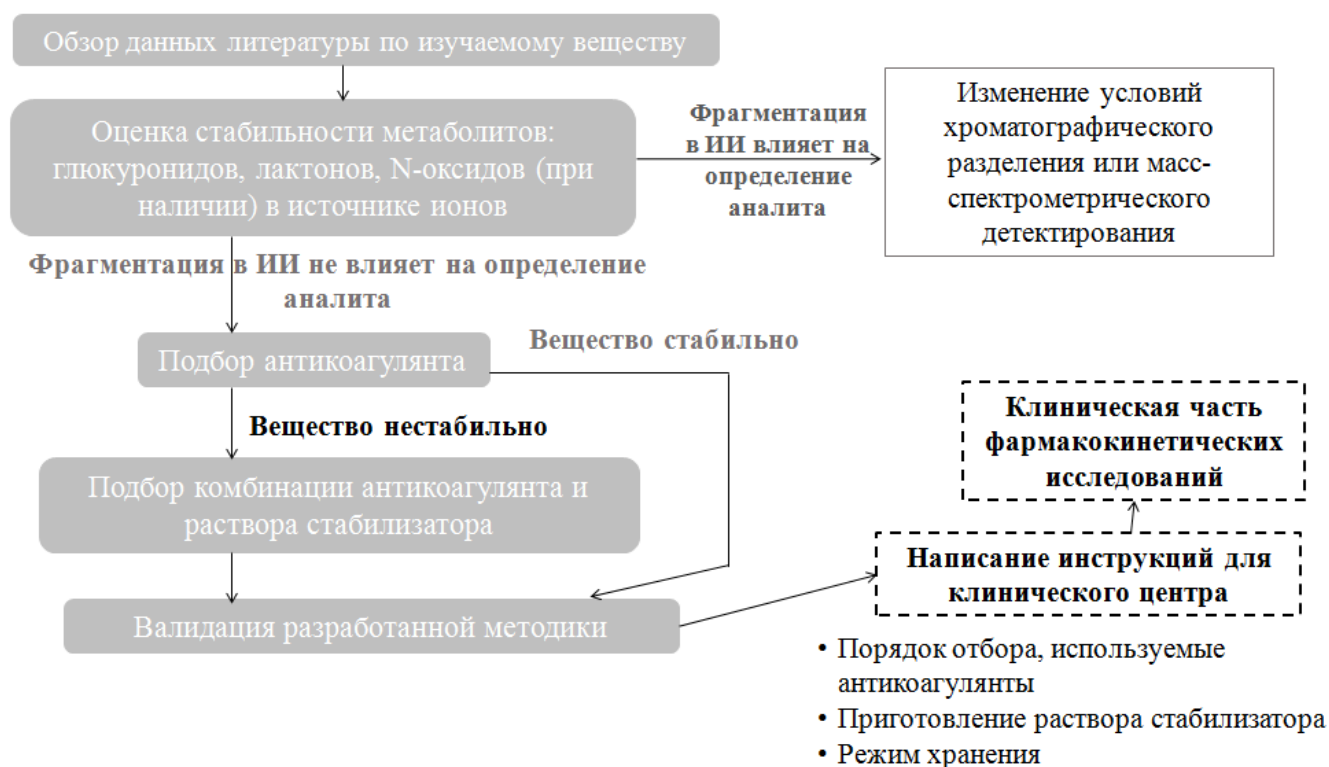 Обзор данных литературы по изучаемому веществу
Оценка стабильности метаболитов:
глюкуронидов, лактонов, N-оксидов (при
наличии) в источнике ионов
Фрагментация
в ИИ влияет на
определение
аналита
Изменение условий
хроматографического
разделения или масс-
спектрометрического
детектирования
Фрагментация в ИИ не влияет на определение
аналита
Подбор антикоагулянта
Вещество стабильно
Вещество нестабильно
Подбор комбинации антикоагулянта и
раствора стабилизатора
Валидация разработанной методики
Клиническая часть
фармакокинетических
исследований
Написание инструкций для
клинического центра
• Порядок отбора, используемые
антикоагулянты
• Приготовление раствора стабилизатора
• Режим хранения